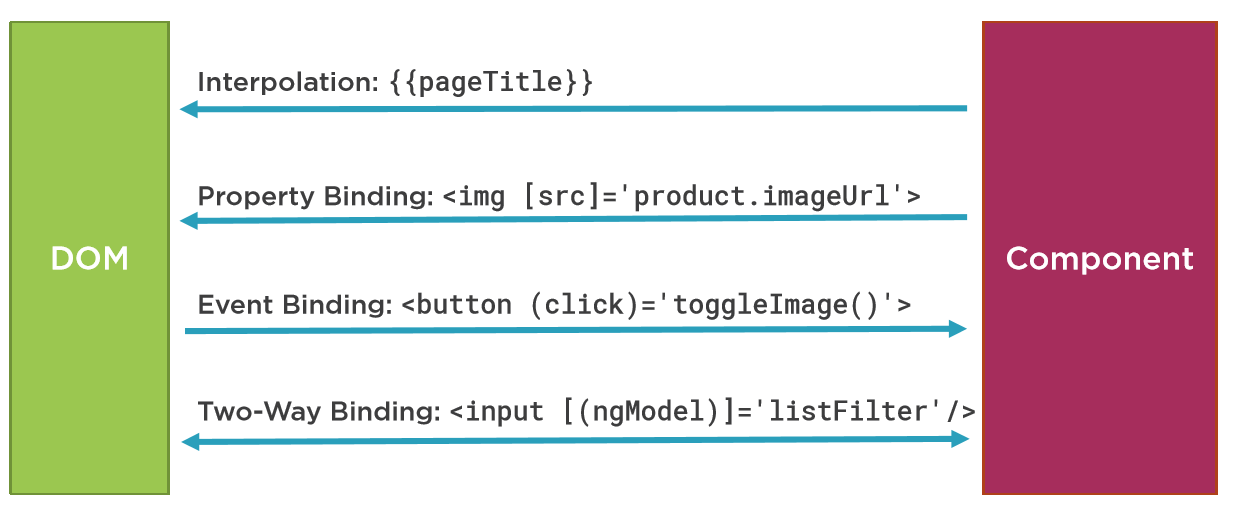 Interpolation: {{pageTitle}}
Property Binding: <img [src]='product.imageUrl'>
DOM
Component
Event Binding: <button (click)='toggleImage()'>
Two-Way Binding: <input [(ngModel)]='listFilter'/>